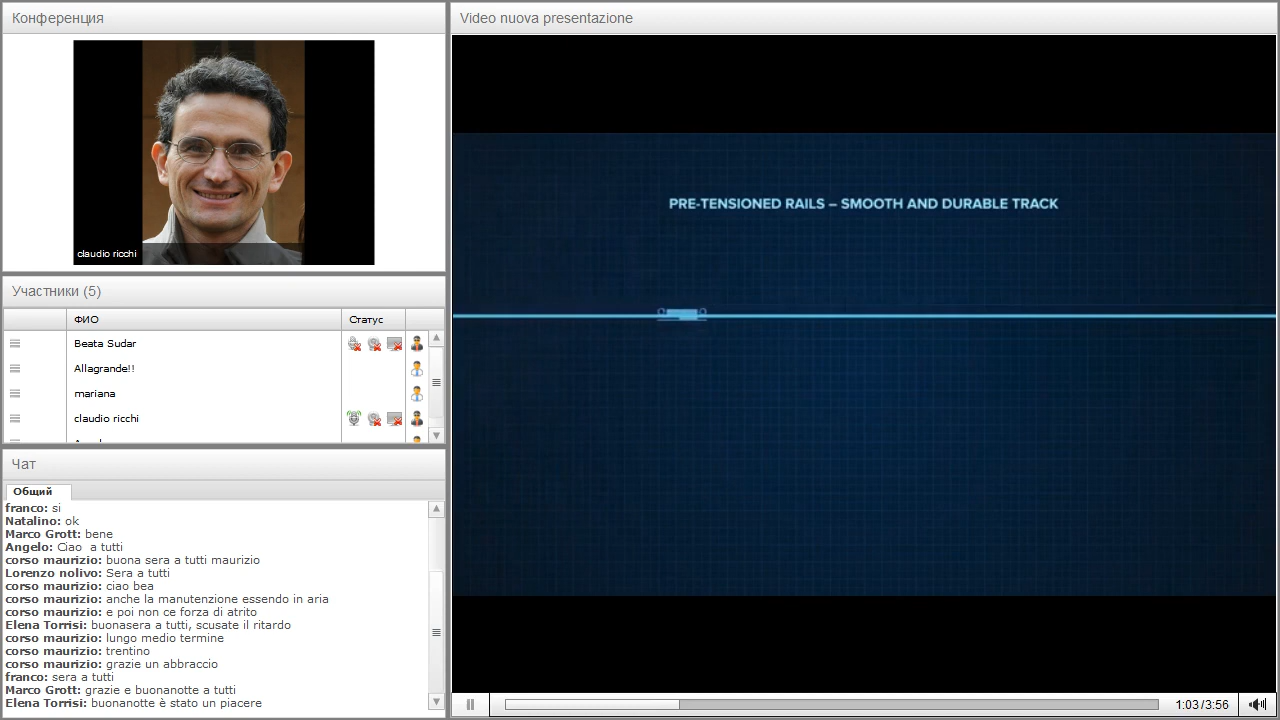 Конференция
claudio ricchi
Участники (5)
ФИО Статус
Beata Sudar
Allagrande!!
mariana
claudio ricchi
Чат
Общий
franco: si
Natalino: ok
Marco Grott: bene
Angelo: Ciao a tutti
corso maurizio: buona sera a tutti maurizio
Lorenzo nolivo: Sera a tutti
corso maurizio: ciao bea
corso maurizio: anche la manutenzione essendo in aria
corso maurizio: e poi non ce forza di atrito
Elena Torrisi: buonasera a tutti, scusate il ritardo
corso maurizio: lungo medio termine
corso maurizio: trentino
corso maurizio: grazie un abbraccio
franco: sera a tutti
Marco Grott: grazie e buonanotte a tutti
Elena Torrisi: buonanotte è stato un piacere
Video nuova presentazione
PRE-TENSIONED RAILS – SMOOTH AND DURABLE TRACK
1:03/3:56